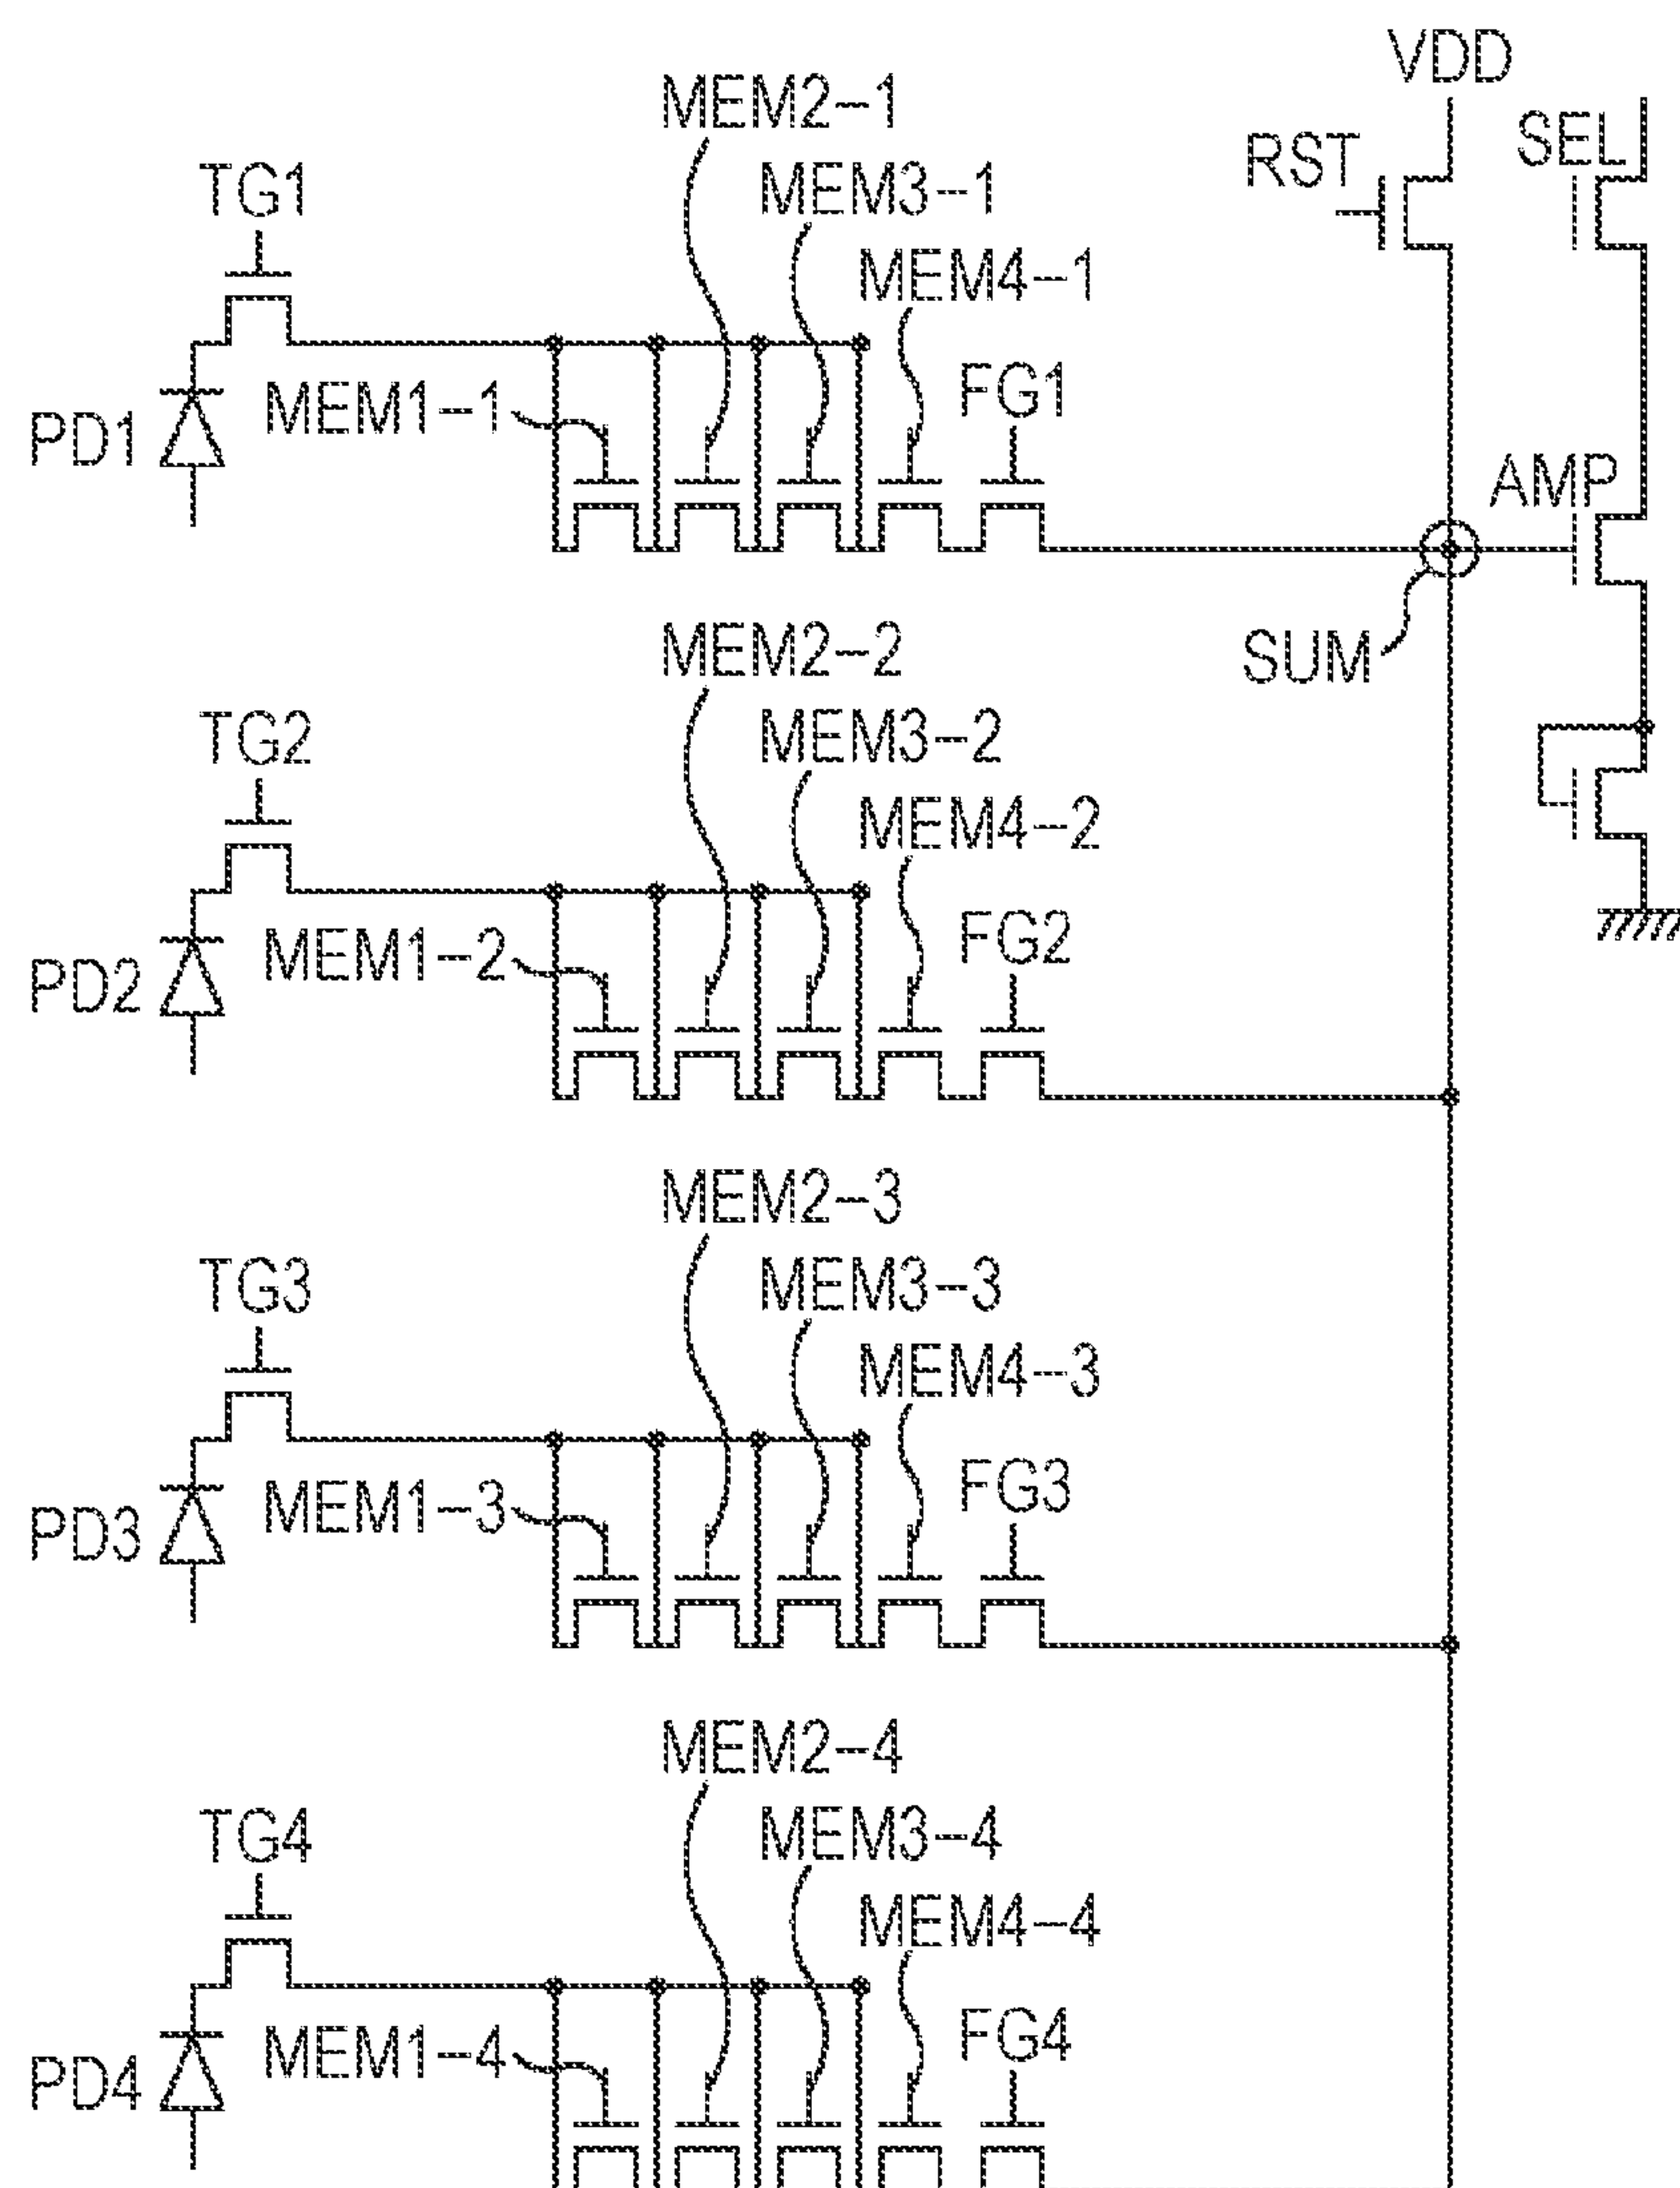 VDD
MEM2-1
SEL
RST
TG1
MEM3-1
MEM4-1
FG1
MEM1-1
PD1
AMP
SUM
MEM2-2
TG2
MEM3-2
MEM4-2
FG2
MEM1-2
PD2
MEM2-3
TG3
MEM3-3
MEM4-3
FG3
MEM1-3
PD3
MEM2-4
TG4
MEM3-4
MEM4-4
FG4
MEM1-4
PD4